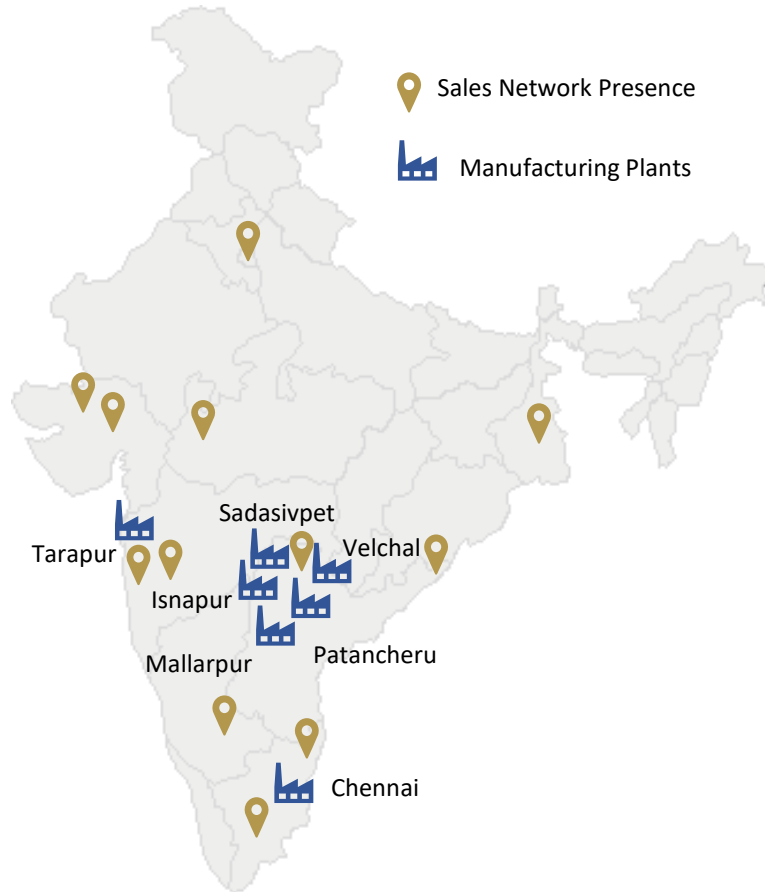 Sales Network Presence
Manufacturing Plants
Sadasivpet
Tarapur
Velchal
Isnapur
Mallarpur
Patancheru
Chennai